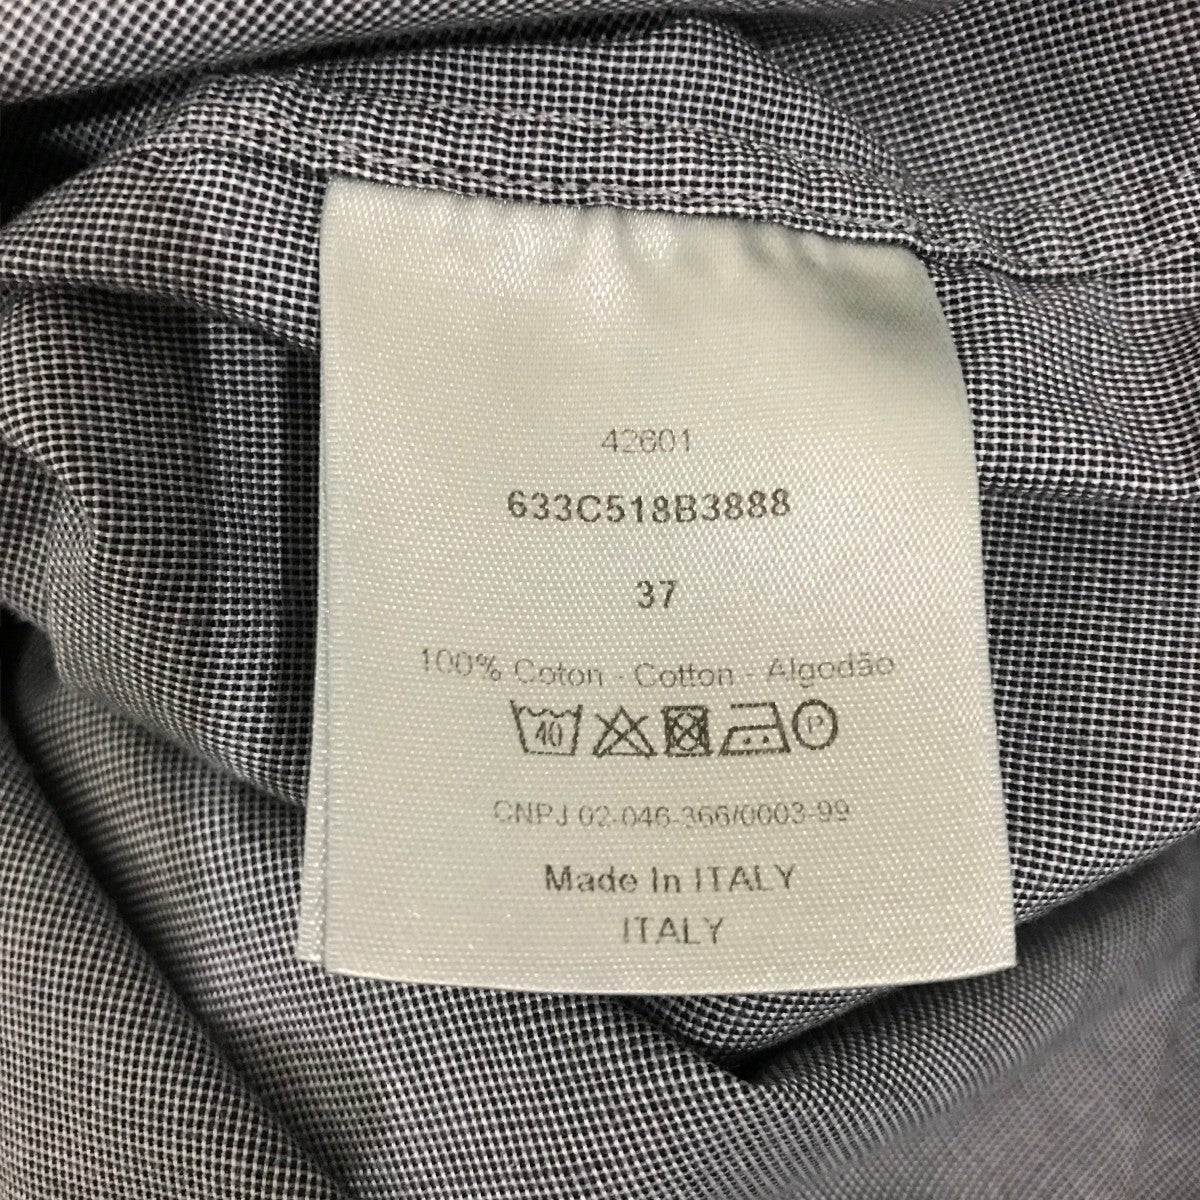 42601
633C518B3888
37
100% Coton - Cotton - Algodão
40 P
CNPJ 02-046-366/0003-99
Made In ITALY
ITALY